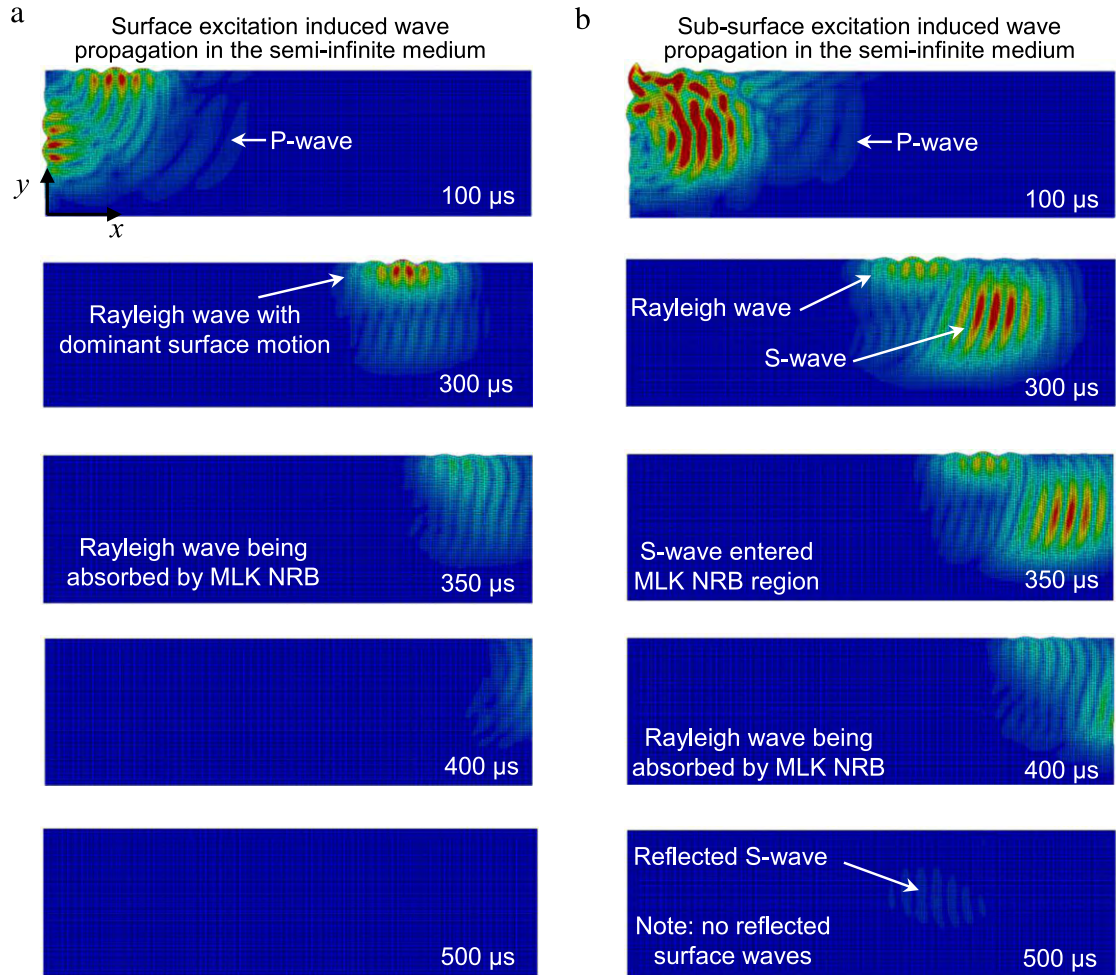 a
Surface excitation induced wave
propagation in the semi-infinite medium
P-wave
y
x
100 µs
Rayleigh wave with
dominant surface motion
300 µs
Rayleigh wave being
absorbed by MLK NRB
350 µs
400 µs
500 µs
b
Sub-surface excitation induced wave
propagation in the semi-infinite medium
P-wave
100 µs
Rayleigh wave
S-wave
300 µs
S-wave entered
MLK NRB region
350 µs
Rayleigh wave being
absorbed by MLK NRB
400 µs
Reflected S-wave
Note: no reflected
surface waves
500 µs